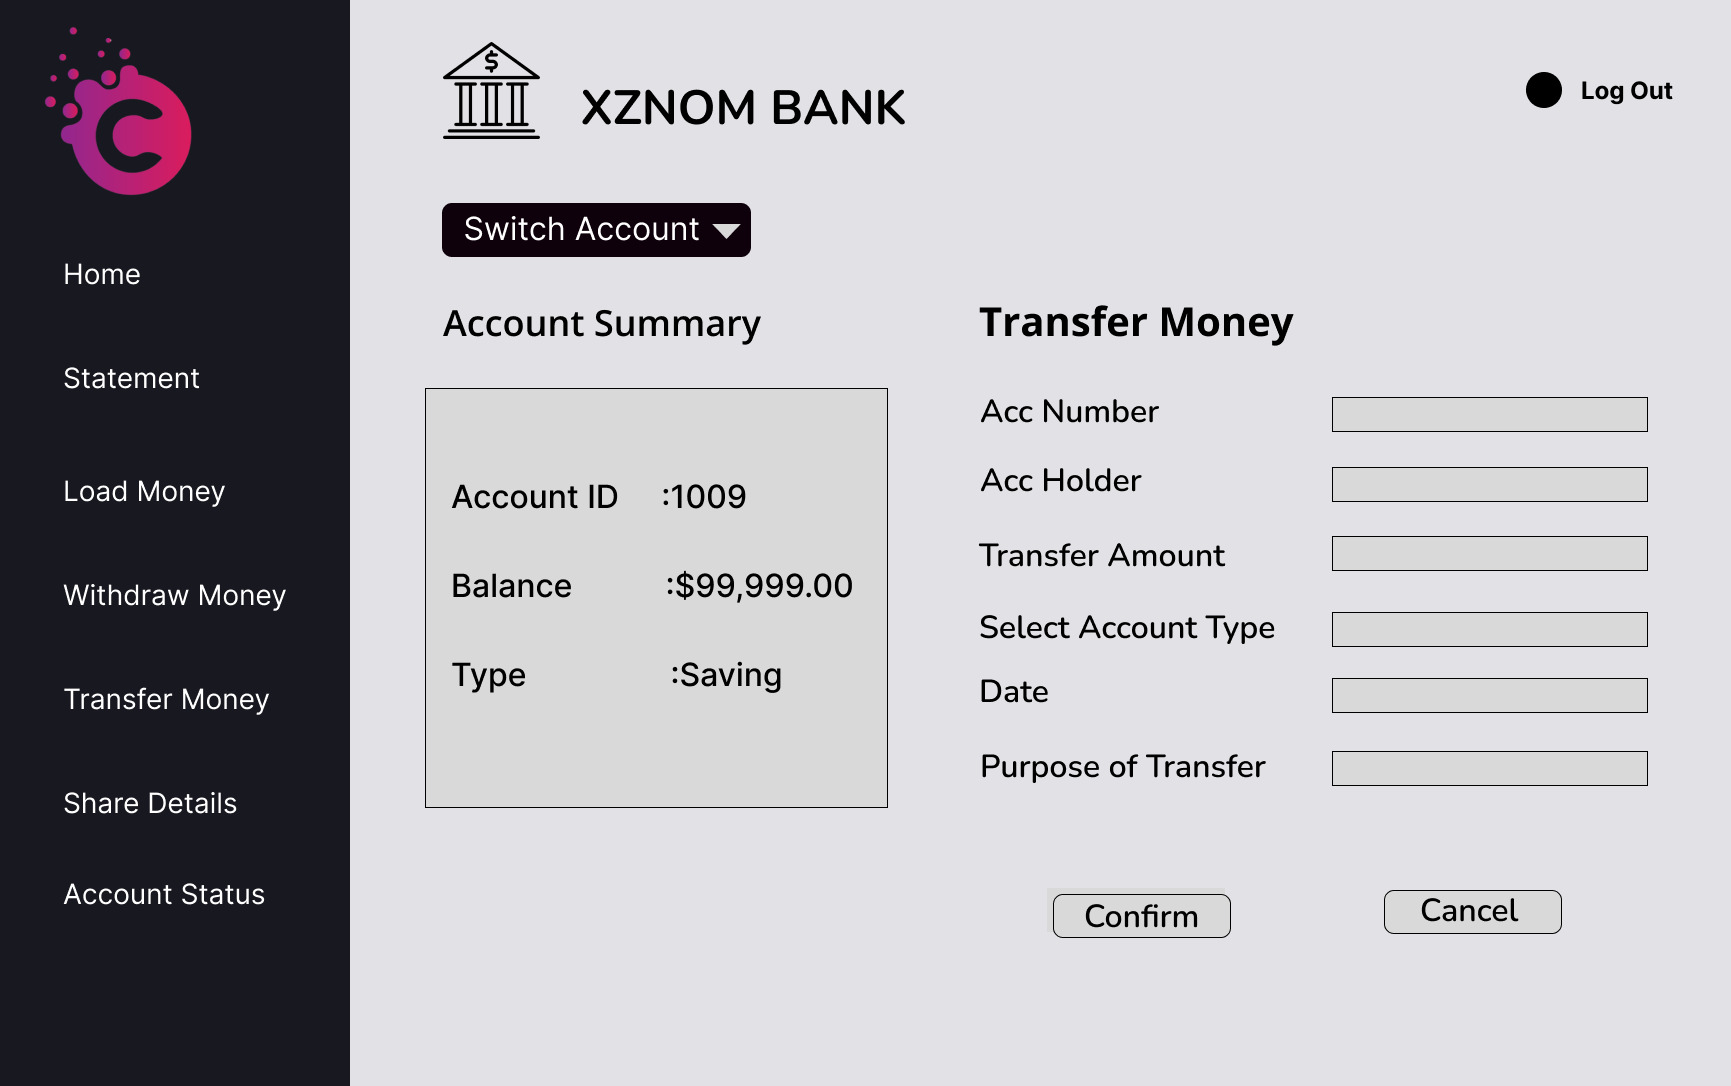 C
Home
Statement
Load Money
Withdraw Money
Transfer Money
Share Details
Account Status
$
XZNOM BANK
Log Out
Switch Account
Account Summary
Account ID :1009
Balance :$99,999.00
Type :Saving
Transfer Money
Acc Number
Acc Holder
Transfer Amount
Select Account Type
Date
Purpose of Transfer
Confirm
Cancel